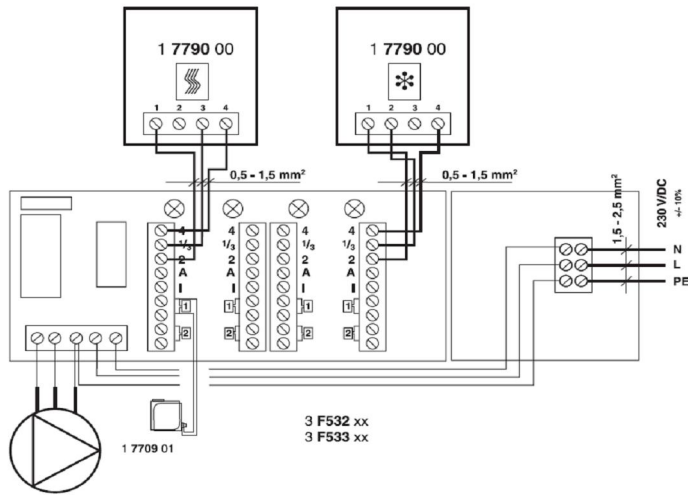 1 7790 00
1 7790 00
1 2 3 4
1 2 3 4
0,5 - 1,5 mm²
0,5 - 1,5 mm²
1,5 - 2,5 mm²
230 V/DC
+/- 10%
4
1/3
2
A
I
1
2
4
1/3
2
A
I
1
2
4
1/3
2
A
I
1
2
4
1/3
2
A
I
1
2
N
L
PE
1 7709 01
3 F532 xx
3 F533 xx